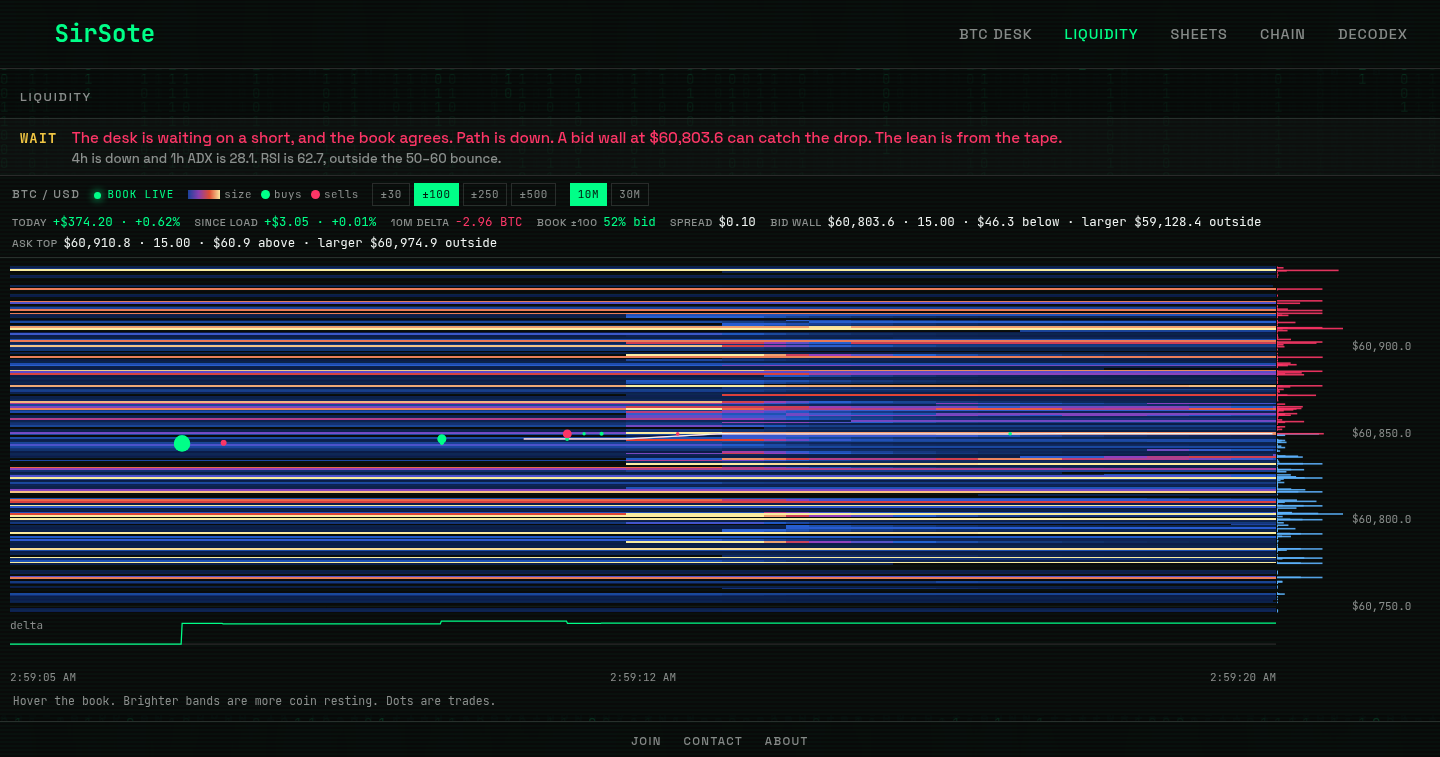 SirSote
BTC DESK LIQUIDITY SHEETS CHAIN DECODEX
LIQUIDITY
WAIT The desk is waiting on a short, and the book agrees. Path is down. A bid wall at $60,803.6 can catch the drop. The lean is from the tape.
4h is down and 1h ADX is 28.1. RSI is 62.7, outside the 50–60 bounce.
BTC / USD BOOK LIVE size buys sells ±30 ±100 ±250 ±500 10M 30M
TODAY +$374.20 · +0.62% SINCE LOAD +$3.05 · +0.01% 10M DELTA -2.96 BTC BOOK ±100 52% bid SPREAD $0.10 BID WALL $60,803.6 · 15.00 · $46.3 below · larger $59,128.4 outside
ASK TOP $60,910.8 · 15.00 · $60.9 above · larger $60,974.9 outside
$60,900.0
$60,850.0
$60,800.0
$60,750.0
delta
2:59:05 AM 2:59:12 AM 2:59:20 AM
Hover the book. Brighter bands are more coin resting. Dots are trades.
JOIN CONTACT ABOUT